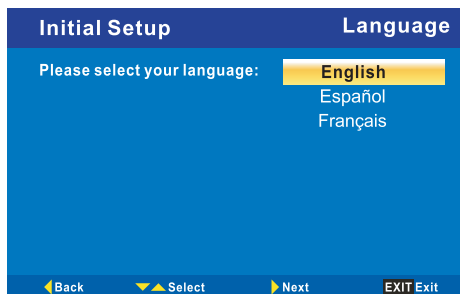 Initial Setup Language
Please select your language: English
Español
Français
Back Select Next EXIT Exit